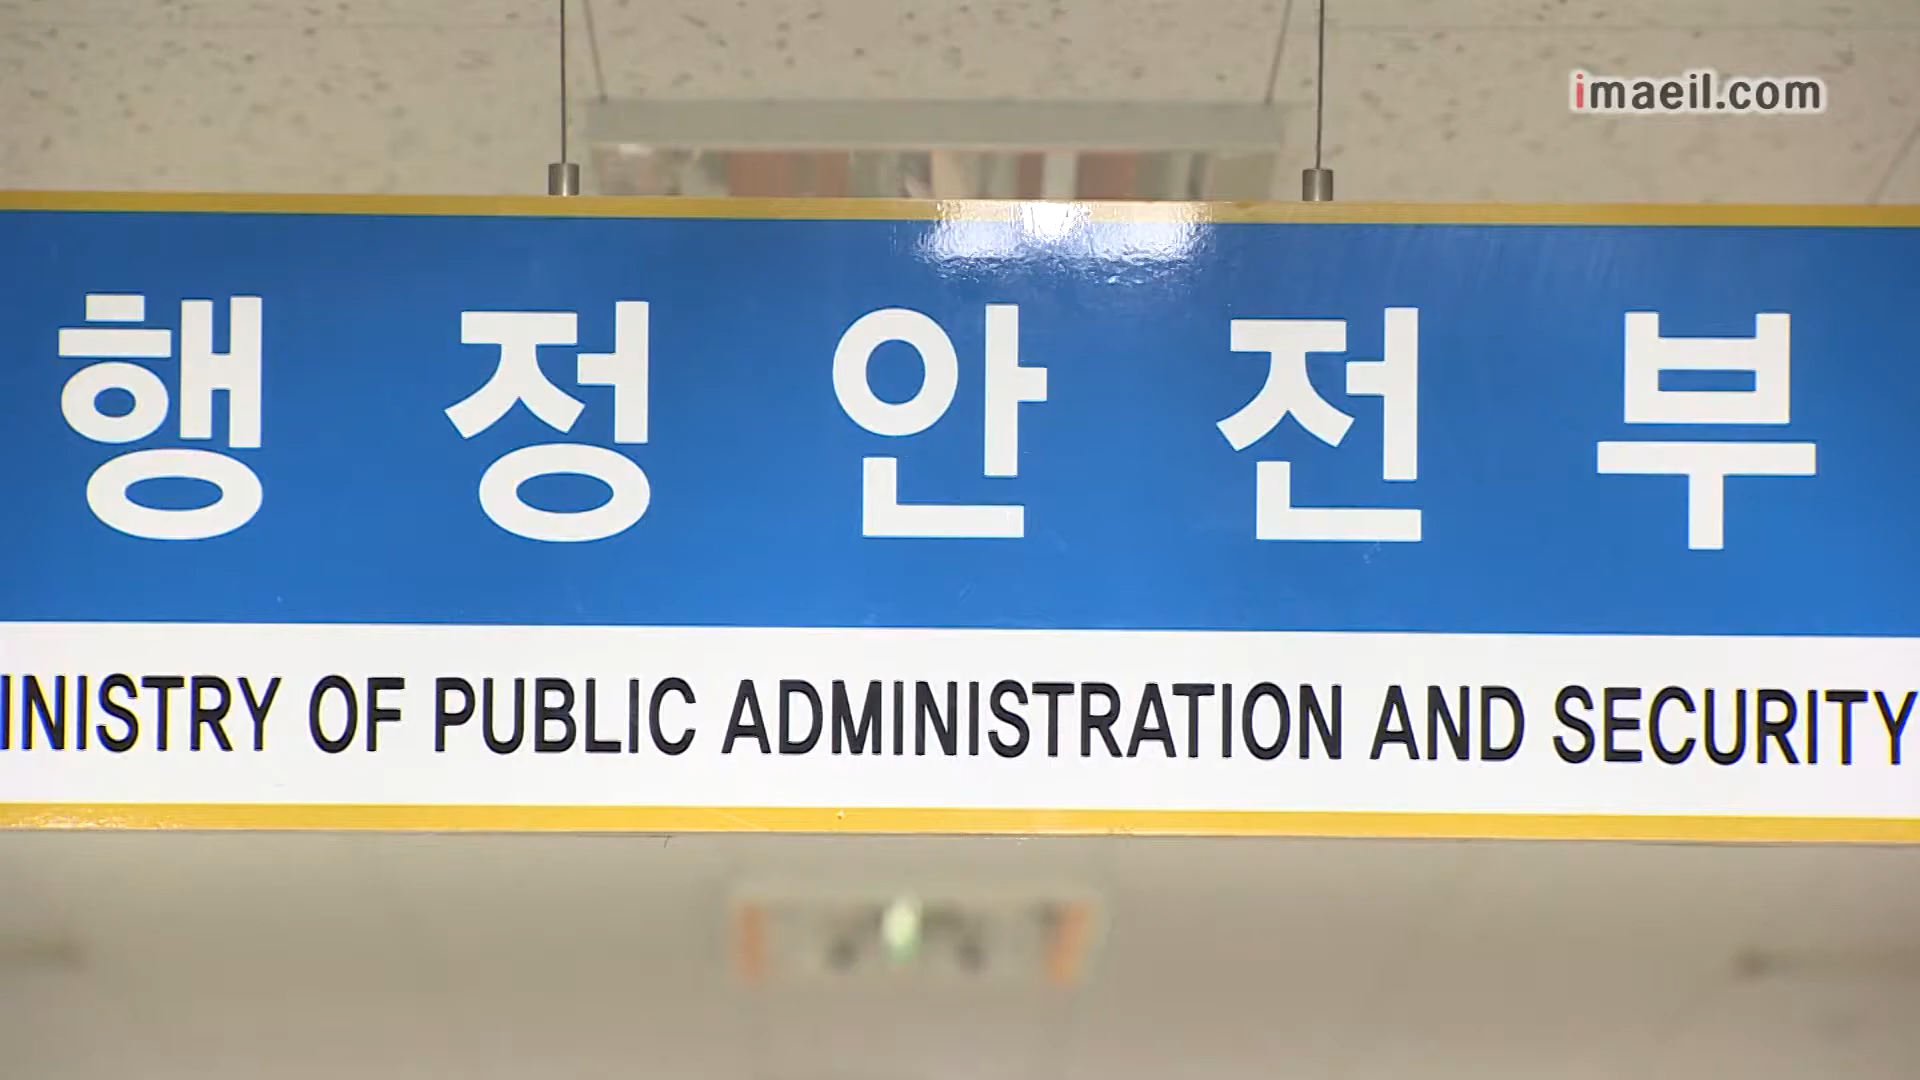 imaeil.com
행정안전부
INISTRY OF PUBLIC ADMINISTRATION AND SECURITY